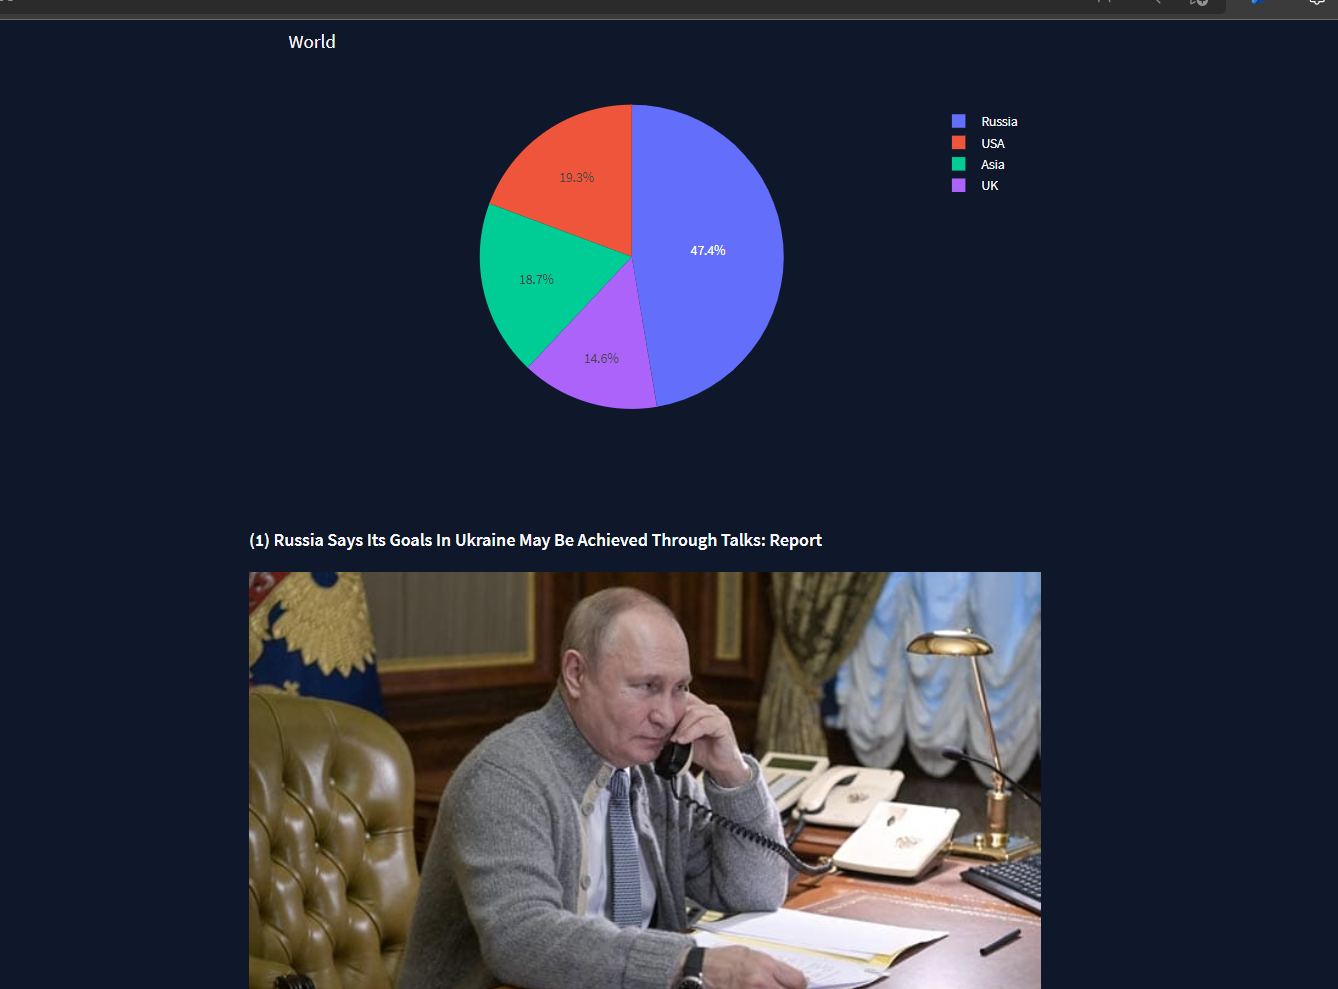 World
Russia
USA
Asia
UK
19.3%
47.4%
18.7%
14.6%
(1) Russia Says Its Goals In Ukraine May Be Achieved Through Talks: Report